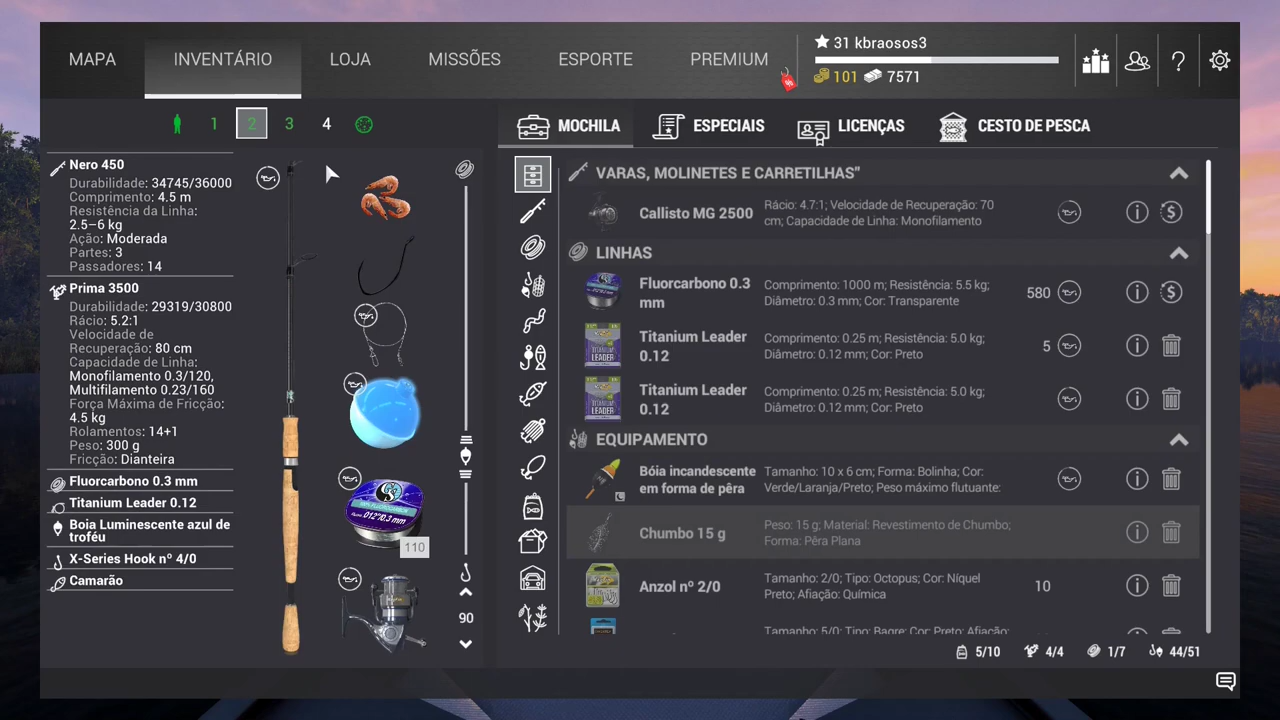 MAPA
INVENTÁRIO
LOJA
MISSÕES
ESPORTE
PREMIUM
31 kbraosos3
101 7571
1 2 3 4
MOCHILA
ESPECIAIS
LICENÇAS
CESTO DE PESCA
Nero 450
Durabilidade: 34745/36000
Comprimento: 4.5 m
Resistência da Linha:
2.5–6 kg
Ação: Moderada
Partes: 3
Passadores: 14
Prima 3500
Durabilidade: 29319/30800
Rácio: 5.2:1
Velocidade de
Recuperação: 80 cm
Capacidade de Linha:
Monofilamento 0.3/120,
Multifilamento 0.23/160
Força Máxima de Fricção:
4.5 kg
Rolamentos: 14+1
Peso: 300 g
Fricção: Dianteira
Fluorcarbono 0.3 mm
Titanium Leader 0.12
Boia Luminescente azul de
troféu
X-Series Hook nº 4/0
Camarão
110
90
VARAS, MOLINETES E CARRETILHAS"
Callisto MG 2500
Rácio: 4.7:1; Velocidade de Recuperação: 70
cm; Capacidade de Linha: Monofilamento
LINHAS
Fluorcarbono 0.3
mm
Comprimento: 1000 m; Resistência: 5.5 kg;
Diâmetro: 0.3 mm; Cor: Transparente
580
Titanium Leader
0.12
Comprimento: 0.25 m; Resistência: 5.0 kg;
Diâmetro: 0.12 mm; Cor: Preto
5
Titanium Leader
0.12
Comprimento: 0.25 m; Resistência: 5.0 kg;
Diâmetro: 0.12 mm; Cor: Preto
EQUIPAMENTO
Bóia incandescente
em forma de pêra
Tamanho: 10 x 6 cm; Forma: Bolinha; Cor:
Verde/Laranja/Preto; Peso máximo flutuante:
Chumbo 15 g
Peso: 15 g; Material: Revestimento de Chumbo;
Forma: Pêra Plana
Anzol nº 2/0
Tamanho: 2/0; Tipo: Octopus; Cor: Níquel
Preto; Afiação: Química
10
Tamanho: 5/0; Tipo: Bagre; Cor: Preto; Afiação:
5/10
4/4
1/7
44/51